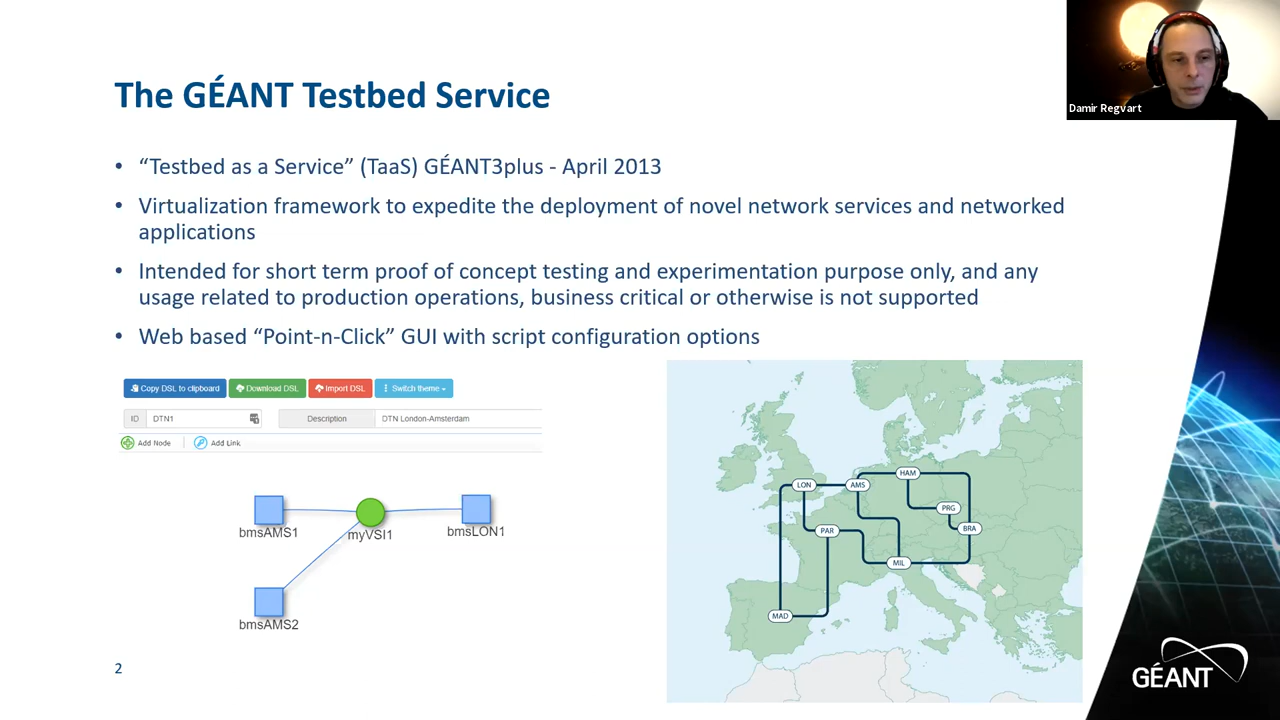 Damir Regvart
The GÉANT Testbed Service
• “Testbed as a Service” (TaaS) GÉANT3plus - April 2013
• Virtualization framework to expedite the deployment of novel network services and networked
applications
• Intended for short term proof of concept testing and experimentation purpose only, and any
usage related to production operations, business critical or otherwise is not supported
• Web based “Point-n-Click” GUI with script configuration options
Copy DSL to clipboard Download DSL Import DSL Switch theme
ID DTN1 Description DTN London-Amsterdam
Add Node Add Link
bmsAMS1 myVSI1 bmsLON1
bmsAMS2
HAM
LON AMS
PRG
PAR BRA
MIL
MAD
2
GÉANT